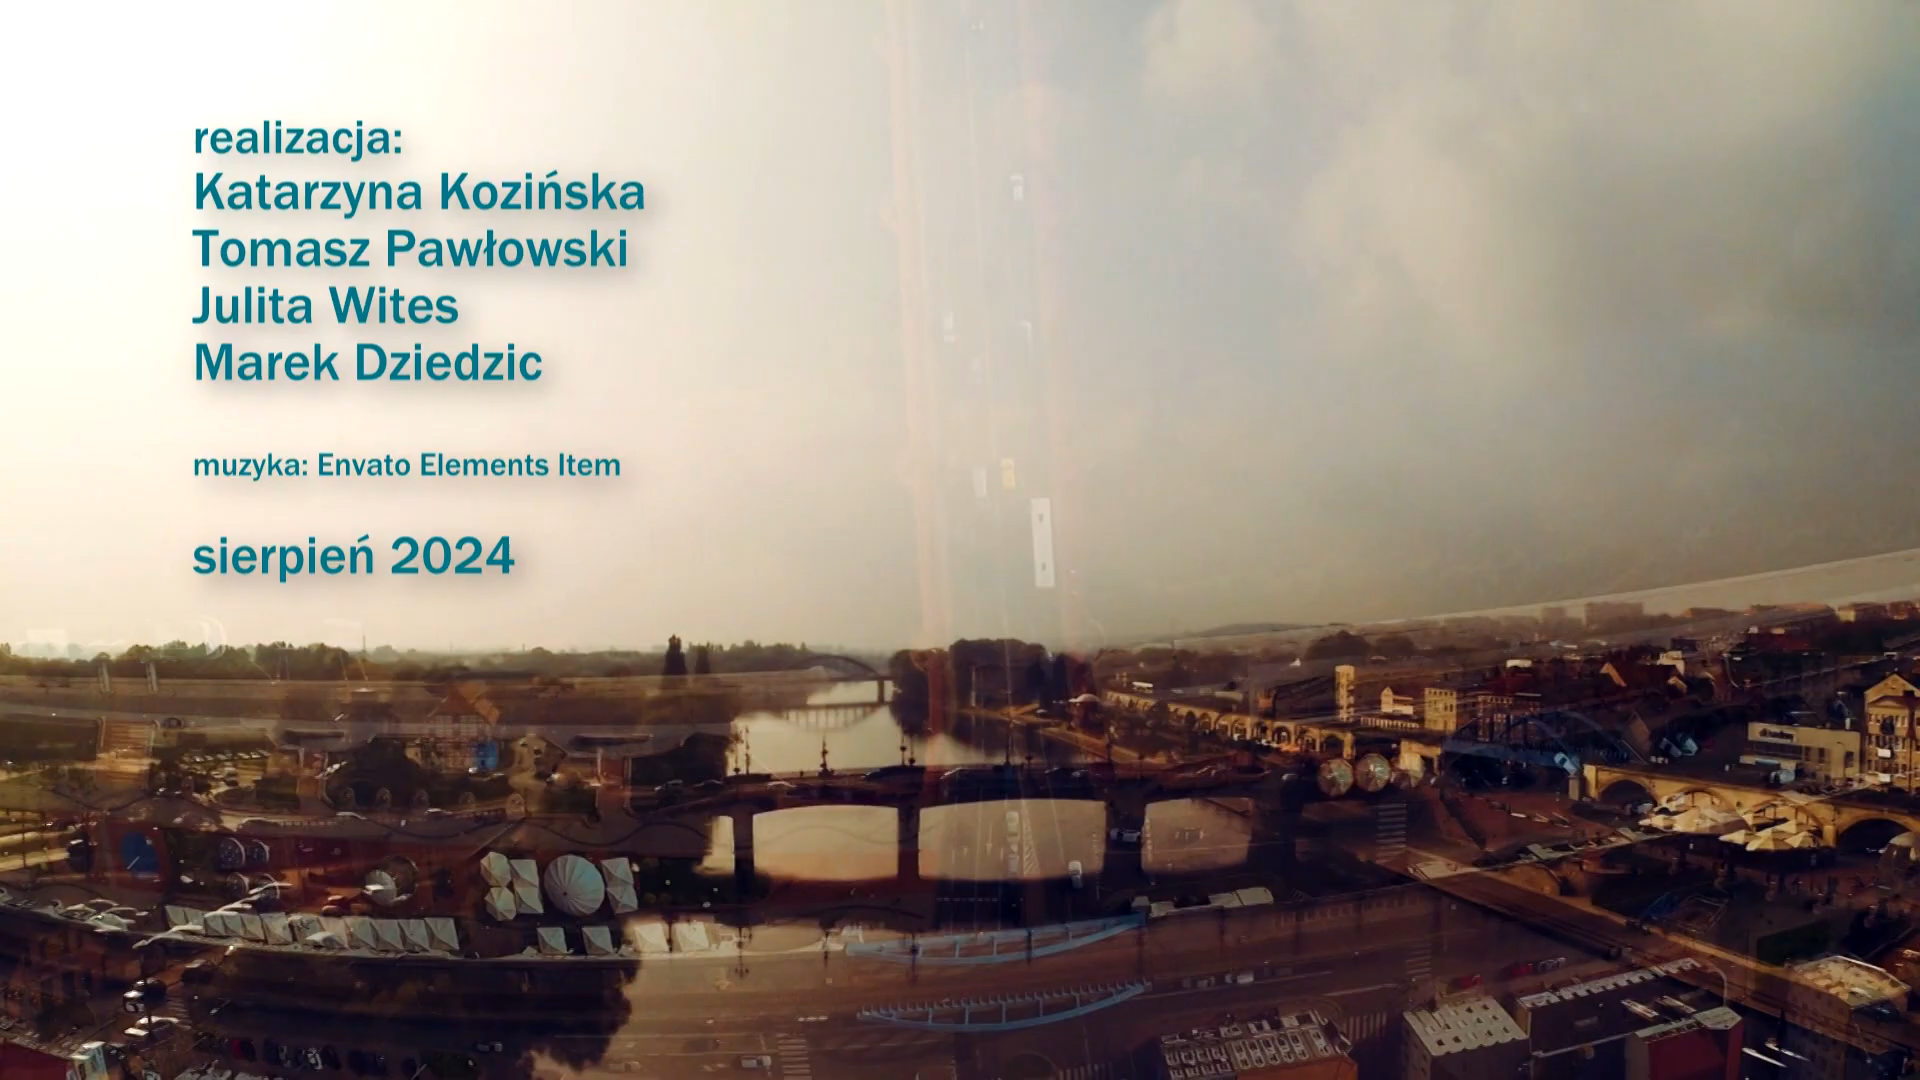 realizacja:
Katarzyna Kozińska
Tomasz Pawłowski
Julita Wites
Marek Dziedzic
muzyka: Envato Elements Item
sierpień 2024